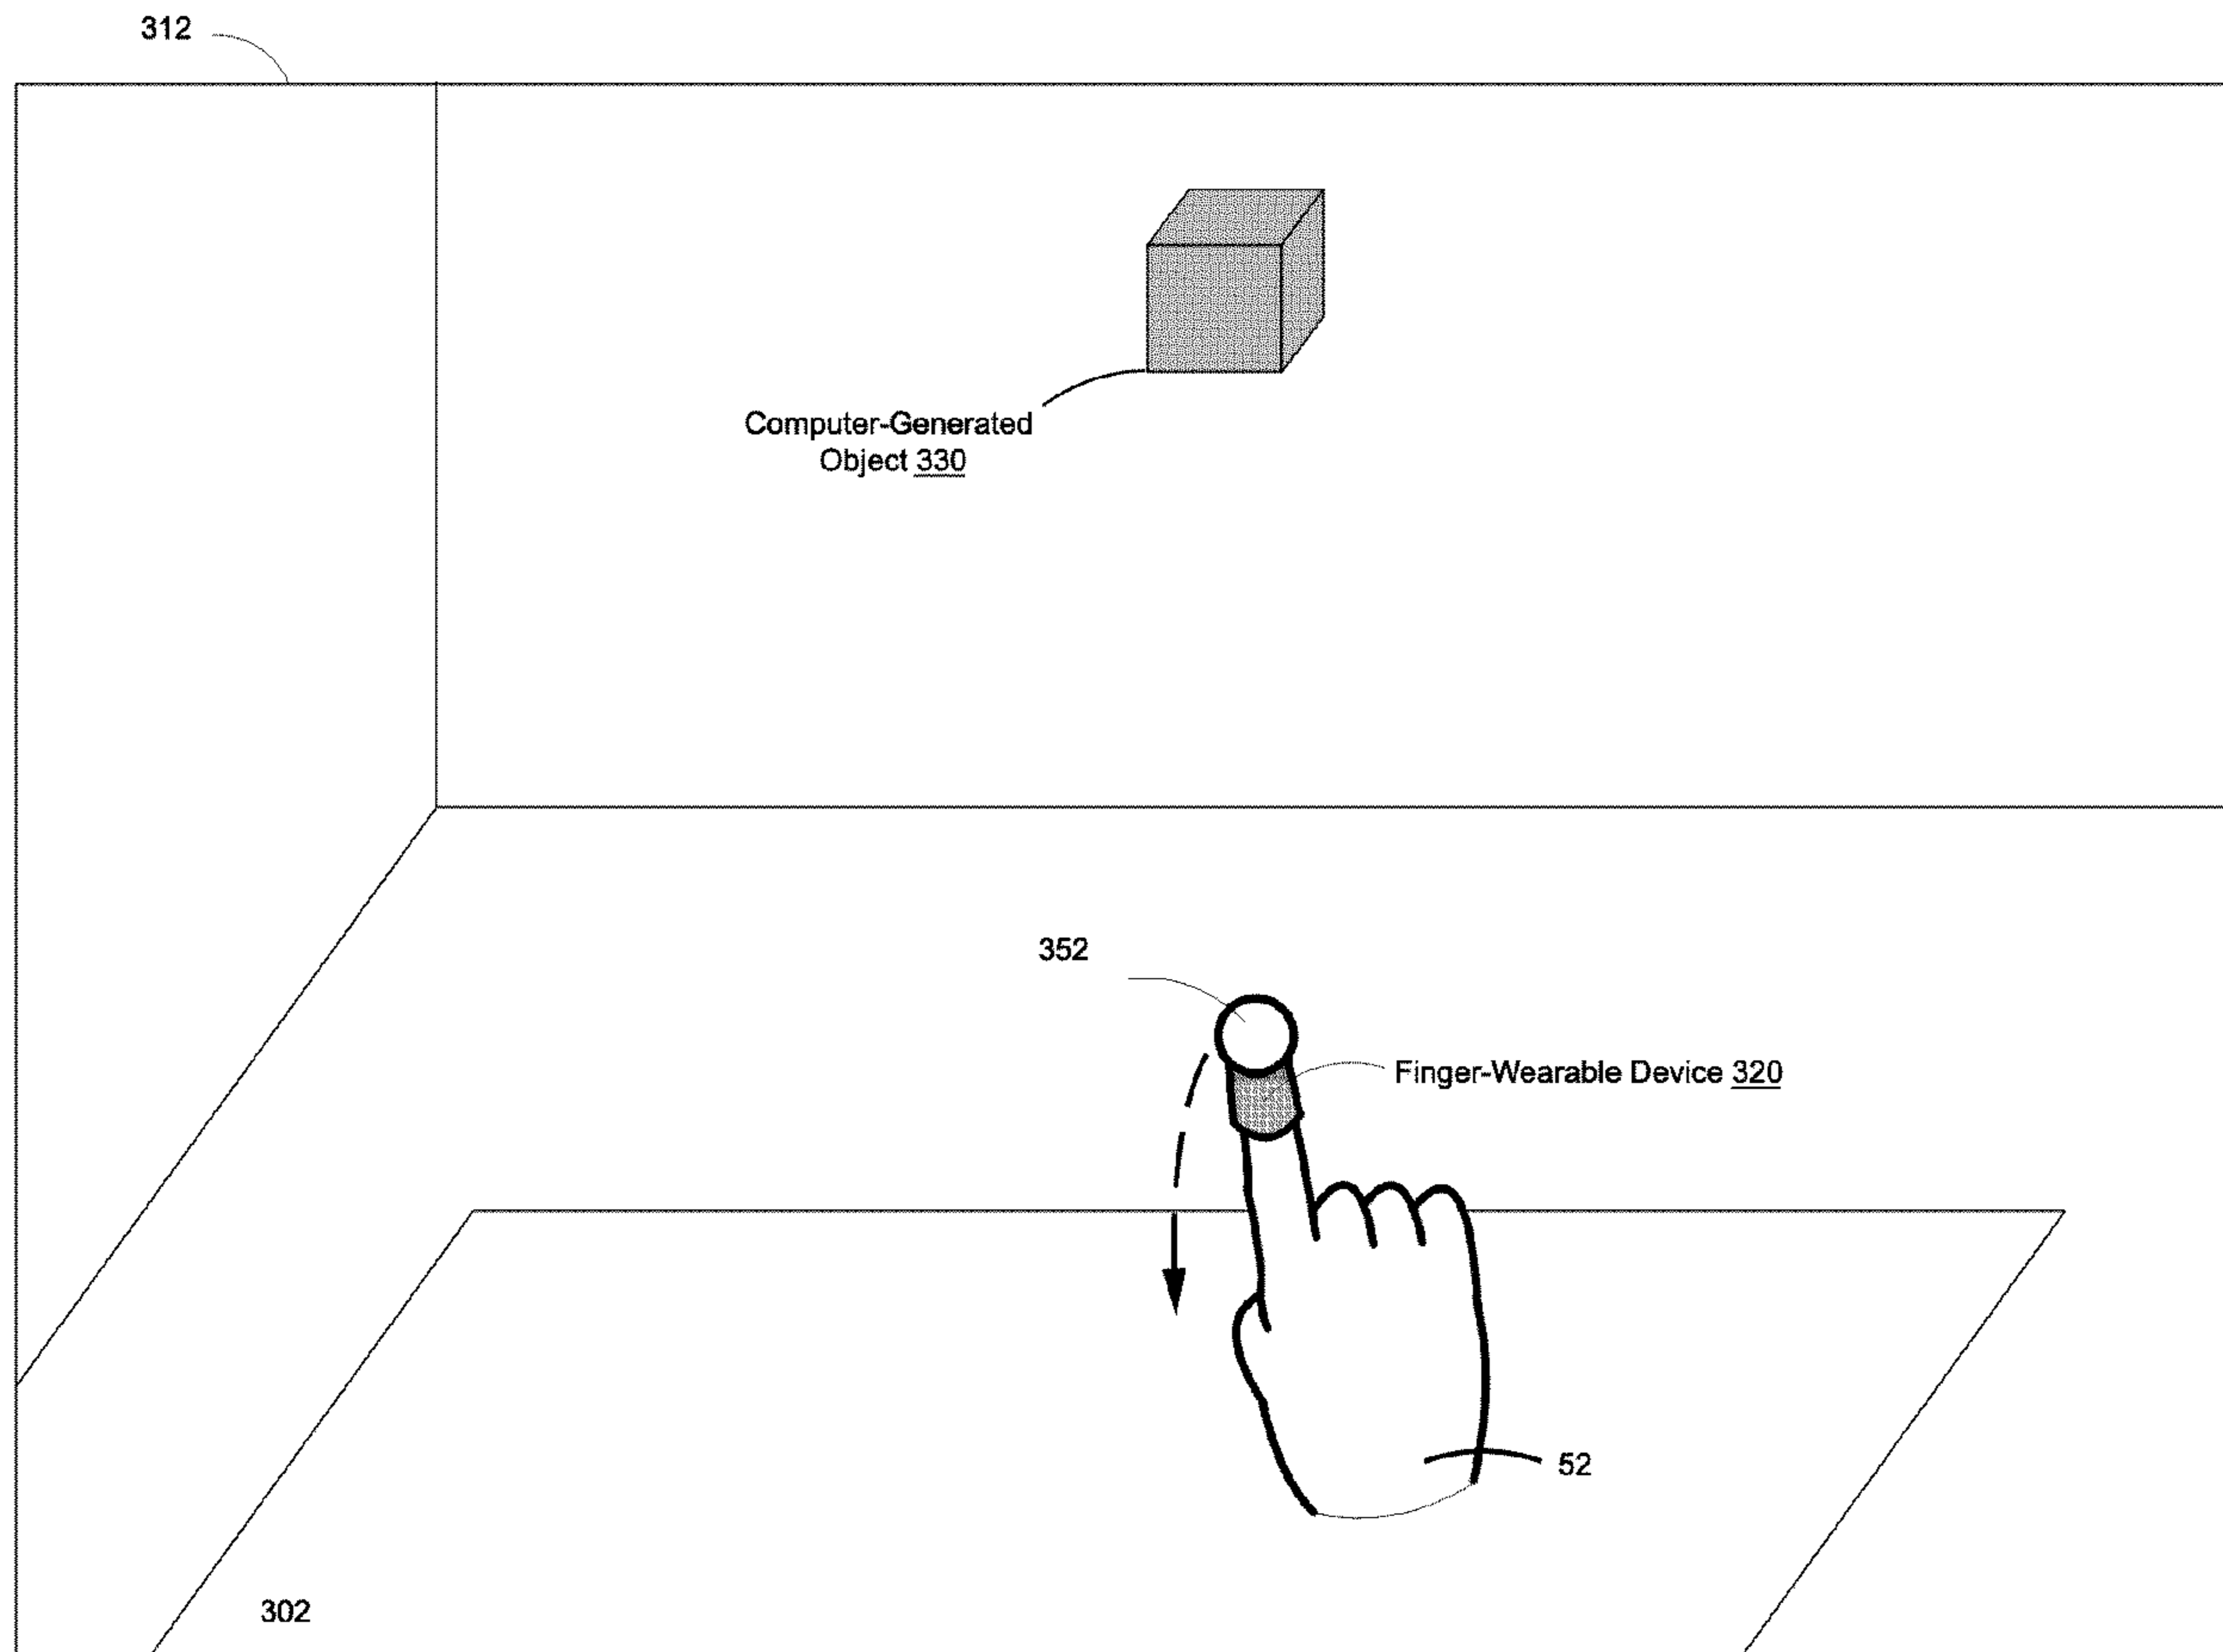 312
Computer-Generated
Object 330
352
Finger-Wearable Device 320
52
302